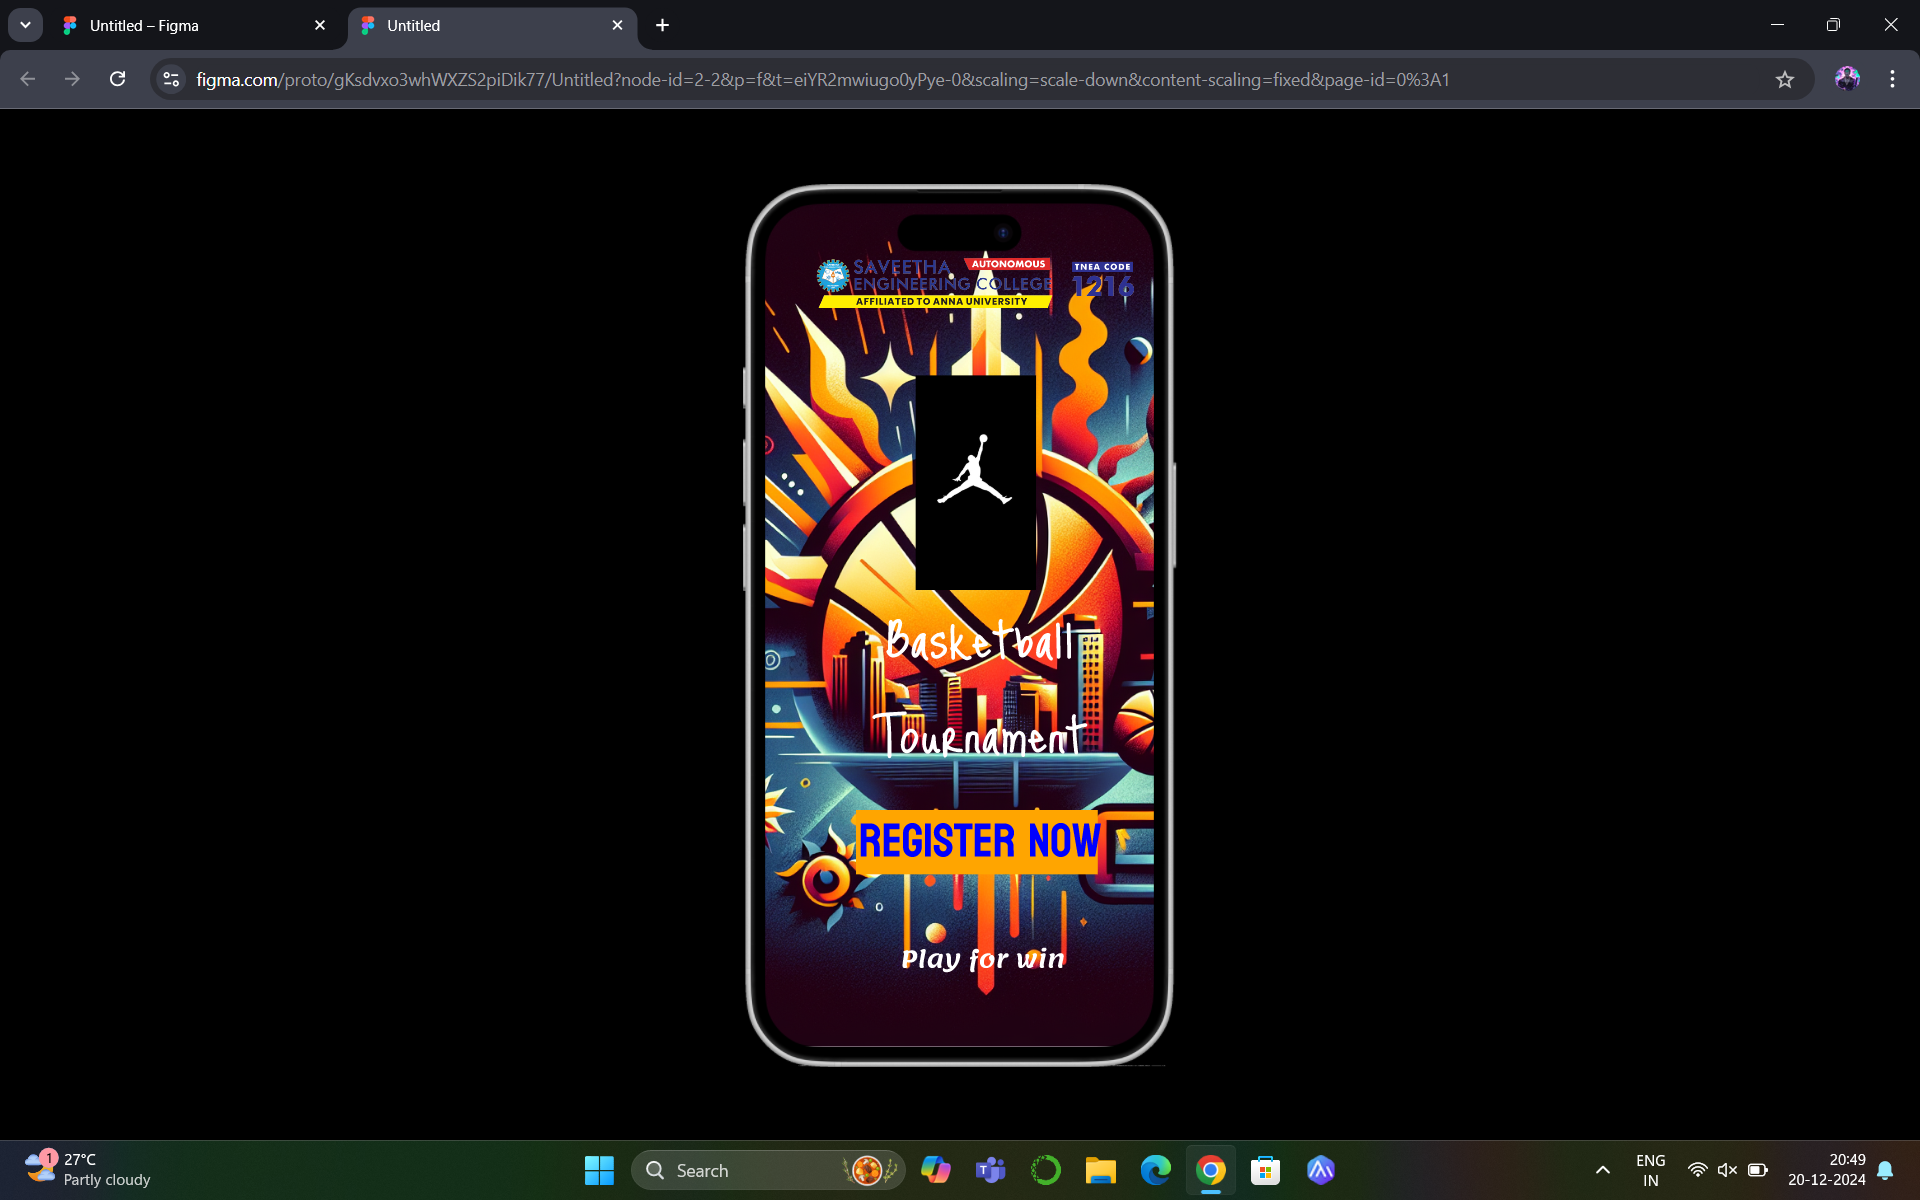 Untitled – Figma
Untitled
figma.com/proto/gKsdvxo3whWXZS2piDik77/Untitled?node-id=2-2&p=f&t=eiYR2mwiugo0yPye-0&scaling=scale-down&content-scaling=fixed&page-id=0%3A1
SAVEETHA AUTONOMOUS
ENGINEERING COLLEGE
AFFILIATED TO ANNA UNIVERSITY
TNEA CODE
1216
Basketball
Tournament
REGISTER NOW
Play for win
1
27°C
Partly cloudy
Search
ENG
IN
20:49
20-12-2024